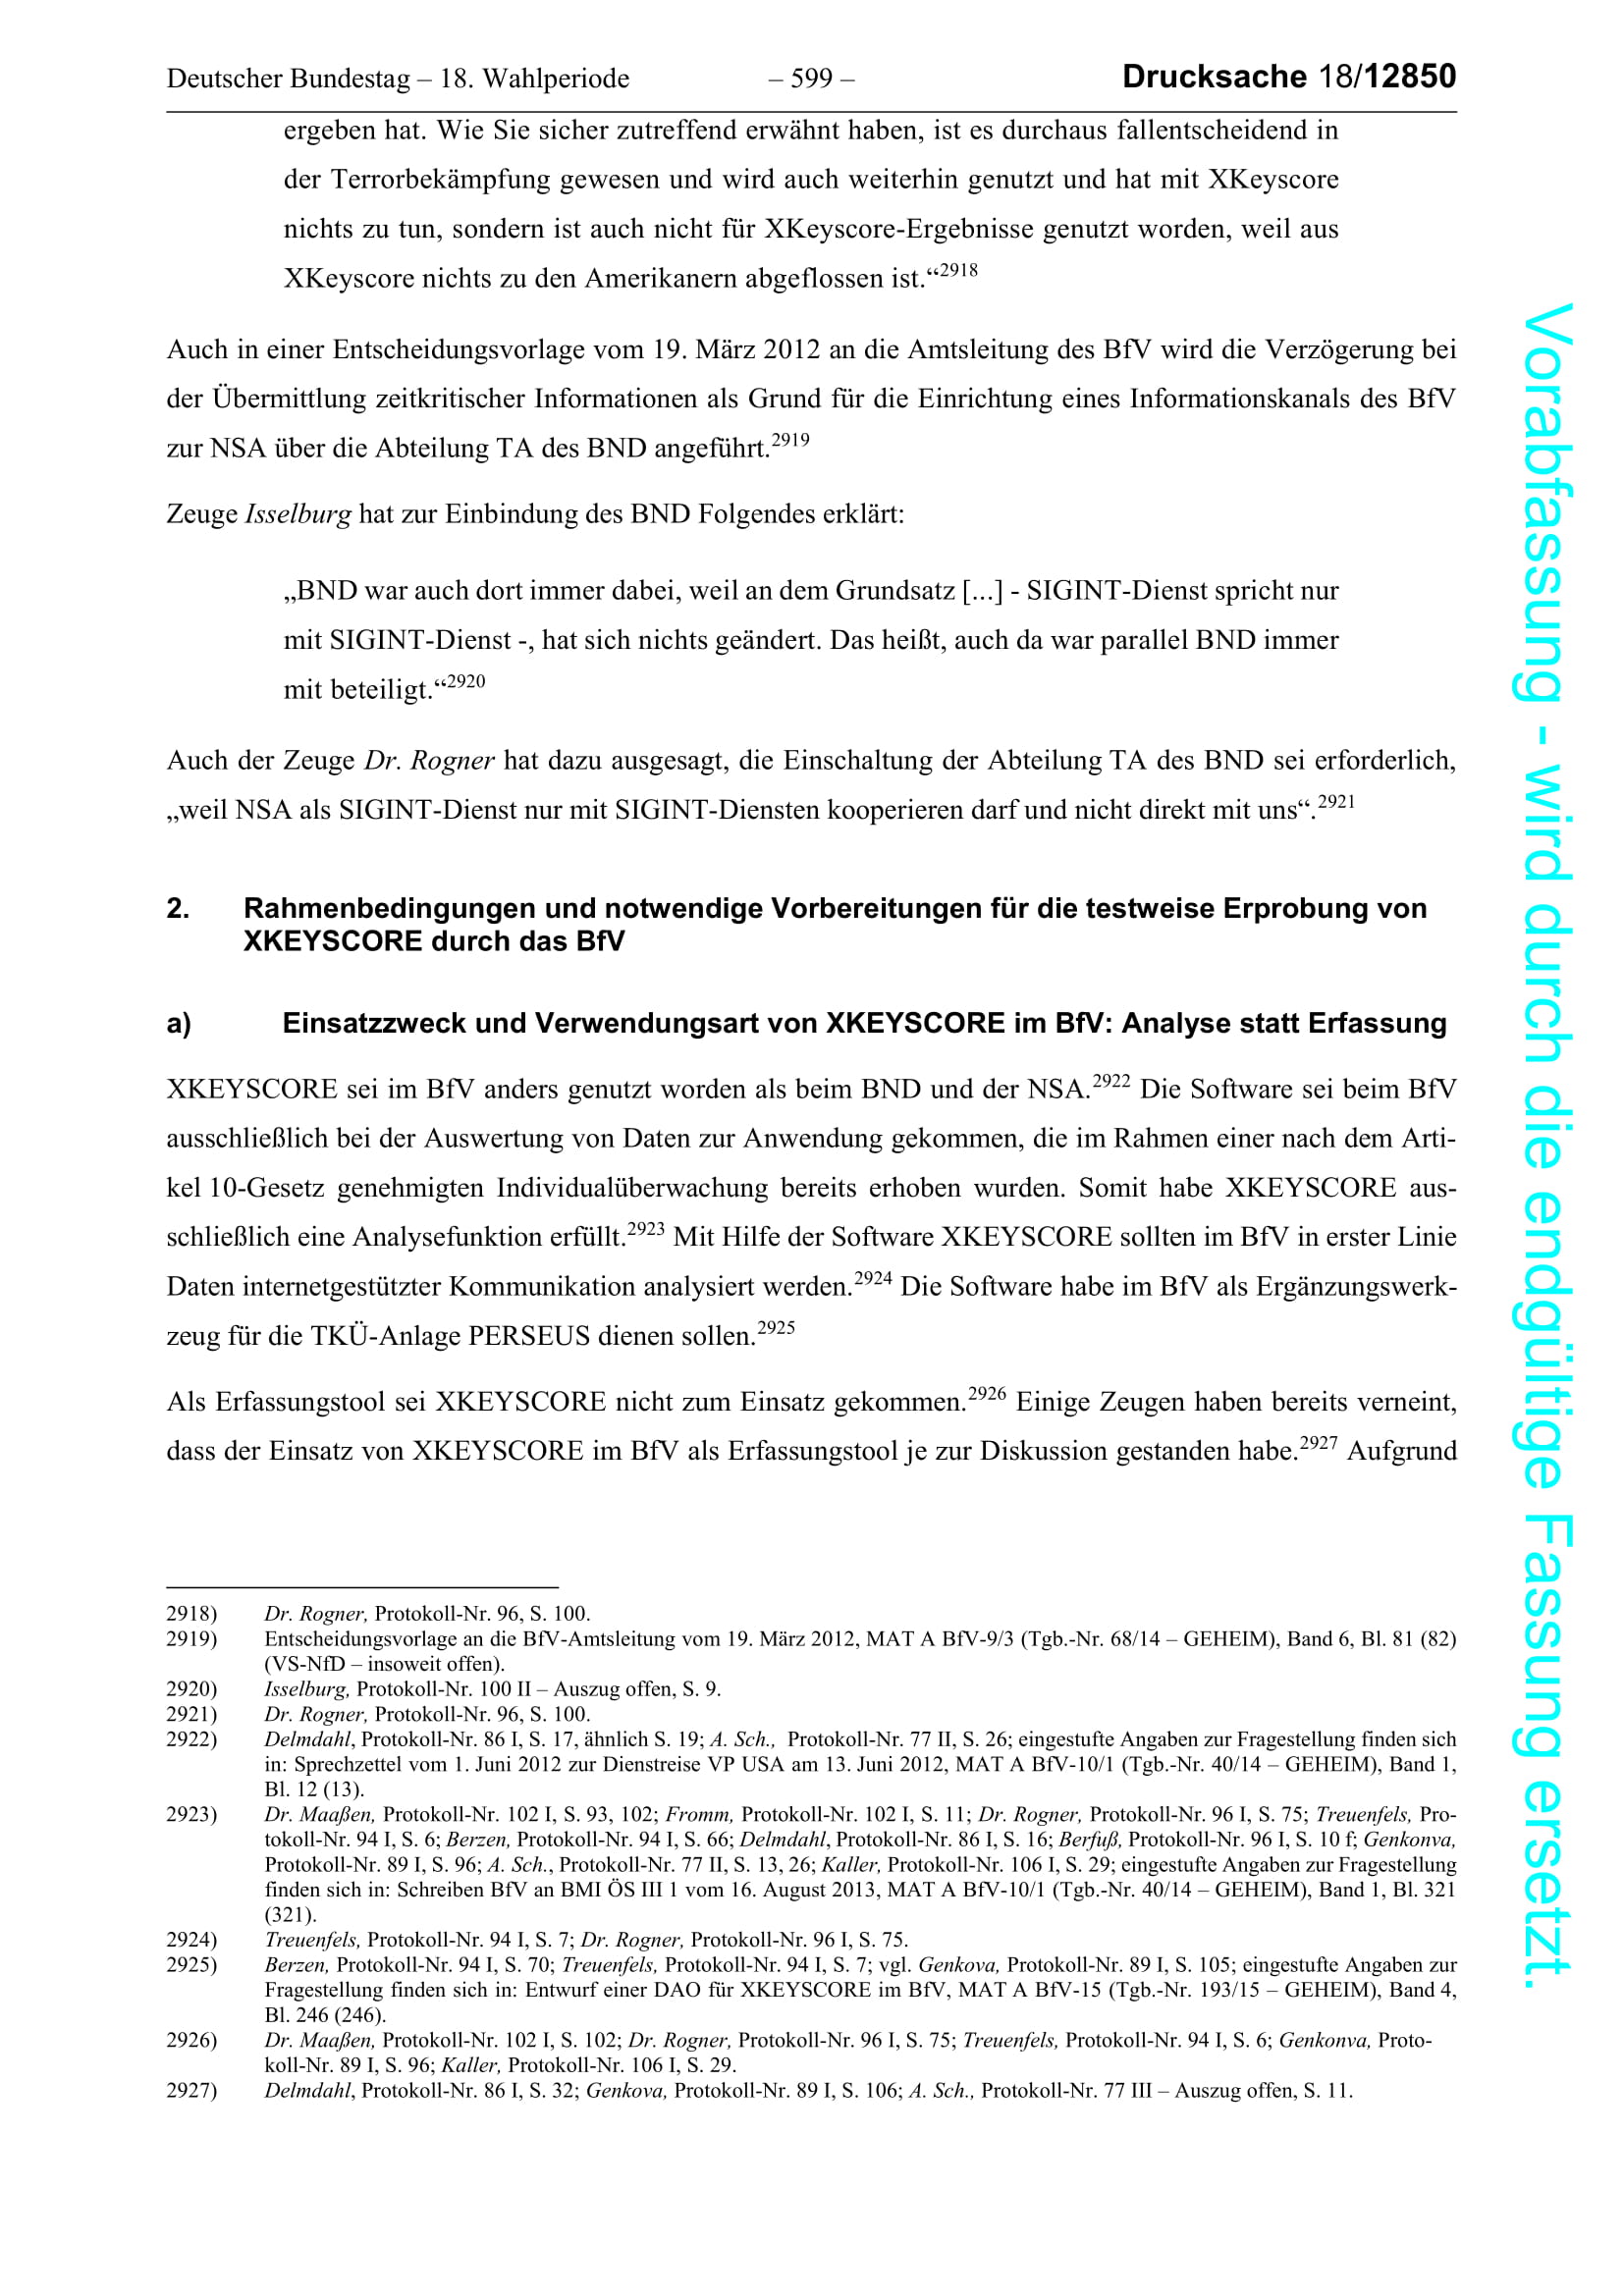 Deutscher Bundestag – 18. Wahlperiode – 599 – Drucksache 18/12850
ergeben hat. Wie Sie sicher zutreffend erwähnt haben, ist es durchaus fallentscheidend in
der Terrorbekämpfung gewesen und wird auch weiterhin genutzt und hat mit XKeyscore
nichts zu tun, sondern ist auch nicht für XKeyscore-Ergebnisse genutzt worden, weil aus
XKeyscore nichts zu den Amerikanern abgeflossen ist.“2918
Auch in einer Entscheidungsvorlage vom 19. März 2012 an die Amtsleitung des BfV wird die Verzögerung bei
der Übermittlung zeitkritischer Informationen als Grund für die Einrichtung eines Informationskanals des BfV
zur NSA über die Abteilung TA des BND angeführt.2919
Zeuge Isselburg hat zur Einbindung des BND Folgendes erklärt:
„BND war auch dort immer dabei, weil an dem Grundsatz [...] - SIGINT-Dienst spricht nur
mit SIGINT-Dienst -, hat sich nichts geändert. Das heißt, auch da war parallel BND immer
mit beteiligt.“2920
Auch der Zeuge Dr. Rogner hat dazu ausgesagt, die Einschaltung der Abteilung TA des BND sei erforderlich,
„weil NSA als SIGINT-Dienst nur mit SIGINT-Diensten kooperieren darf und nicht direkt mit uns“.2921
2. Rahmenbedingungen und notwendige Vorbereitungen für die testweise Erprobung von
XKEYSCORE durch das BfV
a) Einsatzzweck und Verwendungsart von XKEYSCORE im BfV: Analyse statt Erfassung
XKEYSCORE sei im BfV anders genutzt worden als beim BND und der NSA.2922 Die Software sei beim BfV
ausschließlich bei der Auswertung von Daten zur Anwendung gekommen, die im Rahmen einer nach dem Arti-
kel 10-Gesetz genehmigten Individualüberwachung bereits erhoben wurden. Somit habe XKEYSCORE aus-
schließlich eine Analysefunktion erfüllt.2923 Mit Hilfe der Software XKEYSCORE sollten im BfV in erster Linie
Daten internetgestützter Kommunikation analysiert werden.2924 Die Software habe im BfV als Ergänzungswerk-
zeug für die TKÜ-Anlage PERSEUS dienen sollen.2925
Als Erfassungstool sei XKEYSCORE nicht zum Einsatz gekommen.2926 Einige Zeugen haben bereits verneint,
dass der Einsatz von XKEYSCORE im BfV als Erfassungstool je zur Diskussion gestanden habe.2927 Aufgrund
2918) Dr. Rogner, Protokoll-Nr. 96, S. 100.
2919) Entscheidungsvorlage an die BfV-Amtsleitung vom 19. März 2012, MAT A BfV-9/3 (Tgb.-Nr. 68/14 – GEHEIM), Band 6, Bl. 81 (82)
(VS-NfD – insoweit offen).
2920) Isselburg, Protokoll-Nr. 100 II – Auszug offen, S. 9.
2921) Dr. Rogner, Protokoll-Nr. 96, S. 100.
2922) Delmdahl, Protokoll-Nr. 86 I, S. 17, ähnlich S. 19; A. Sch., Protokoll-Nr. 77 II, S. 26; eingestufte Angaben zur Fragestellung finden sich
in: Sprechzettel vom 1. Juni 2012 zur Dienstreise VP USA am 13. Juni 2012, MAT A BfV-10/1 (Tgb.-Nr. 40/14 – GEHEIM), Band 1,
Bl. 12 (13).
2923) Dr. Maaßen, Protokoll-Nr. 102 I, S. 93, 102; Fromm, Protokoll-Nr. 102 I, S. 11; Dr. Rogner, Protokoll-Nr. 96 I, S. 75; Treuenfels, Pro-
tokoll-Nr. 94 I, S. 6; Berzen, Protokoll-Nr. 94 I, S. 66; Delmdahl, Protokoll-Nr. 86 I, S. 16; Berfuß, Protokoll-Nr. 96 I, S. 10 f; Genkonva,
Protokoll-Nr. 89 I, S. 96; A. Sch., Protokoll-Nr. 77 II, S. 13, 26; Kaller, Protokoll-Nr. 106 I, S. 29; eingestufte Angaben zur Fragestellung
finden sich in: Schreiben BfV an BMI ÖS III 1 vom 16. August 2013, MAT A BfV-10/1 (Tgb.-Nr. 40/14 – GEHEIM), Band 1, Bl. 321
(321).
2924) Treuenfels, Protokoll-Nr. 94 I, S. 7; Dr. Rogner, Protokoll-Nr. 96 I, S. 75.
2925) Berzen, Protokoll-Nr. 94 I, S. 70; Treuenfels, Protokoll-Nr. 94 I, S. 7; vgl. Genkova, Protokoll-Nr. 89 I, S. 105; eingestufte Angaben zur
Fragestellung finden sich in: Entwurf einer DAO für XKEYSCORE im BfV, MAT A BfV-15 (Tgb.-Nr. 193/15 – GEHEIM), Band 4,
Bl. 246 (246).
2926) Dr. Maaßen, Protokoll-Nr. 102 I, S. 102; Dr. Rogner, Protokoll-Nr. 96 I, S. 75; Treuenfels, Protokoll-Nr. 94 I, S. 6; Genkonva, Proto-
koll-Nr. 89 I, S. 96; Kaller, Protokoll-Nr. 106 I, S. 29.
2927) Delmdahl, Protokoll-Nr. 86 I, S. 32; Genkova, Protokoll-Nr. 89 I, S. 106; A. Sch., Protokoll-Nr. 77 III – Auszug offen, S. 11.
Vorabfassung - wird durch die endgültige Fassung ersetzt.